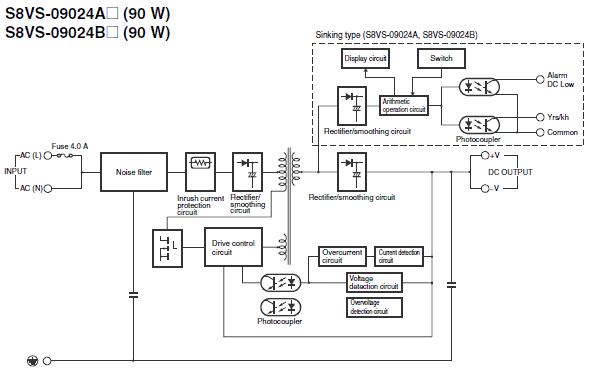 S8VS-09024A□ (90 W)
S8VS-09024B□ (90 W)
Sinking type (S8VS-09024A, S8VS-09024B)
Display circuit
Switch
Alarm
DC Low
Arithmetic
operation circuit
Yrs/kh
Common
Rectifier/smoothing circuit
Photocoupler
Fuse 4.0 A
AC (L)
INPUT
AC (N)
Noise filter
+V
DC OUTPUT
-V
Inrush current
protection
circuit
Rectifier/
smoothing
circuit
Rectifier/smoothing circuit
Drive control
circuit
Overcurrent
circuit
Current detection
circuit
Voltage
detection circuit
Overvoltage
detection circuit
Photocoupler